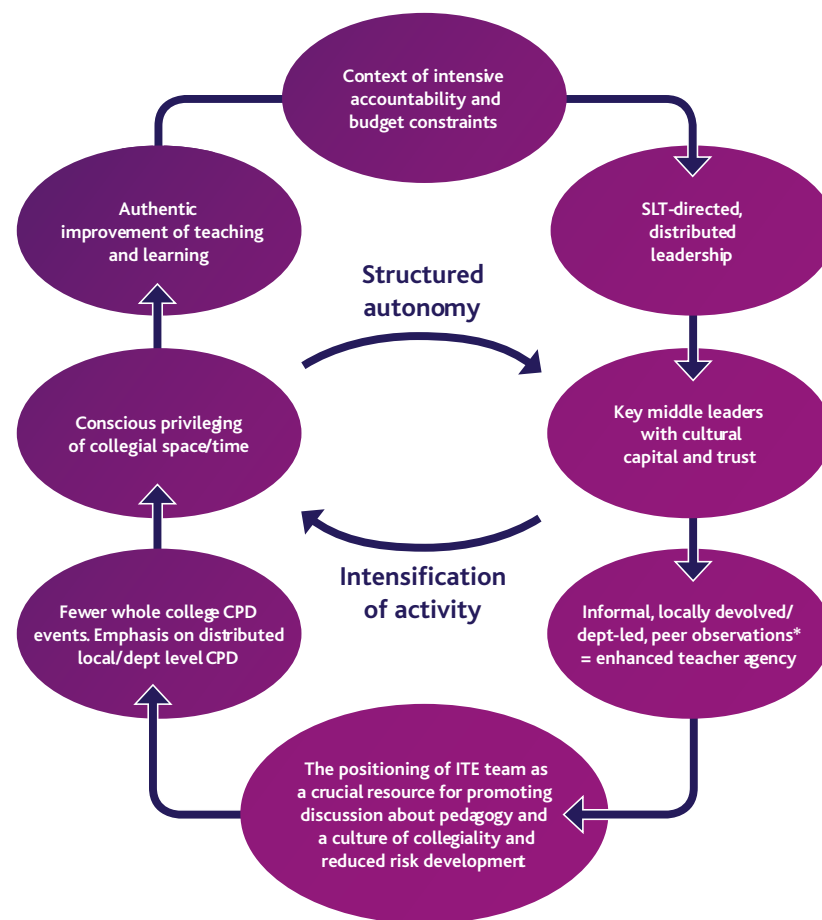 Context of intensive
accountability and
budget constraints
Authentic
improvement of teaching
and learning
SLT-directed,
distributed
leadership
Structured
autonomy
Conscious privileging
of collegial space/time
Key middle leaders
with cultural
capital and trust
Intensification
of activity
Fewer whole college CPD
events. Emphasis on distributed
local/dept level CPD
Informal, locally devolved/
dept-led, peer observations*
= enhanced teacher agency
The positioning of ITE team as
a crucial resource for promoting
discussion about pedagogy and
a culture of collegiality and
reduced risk development